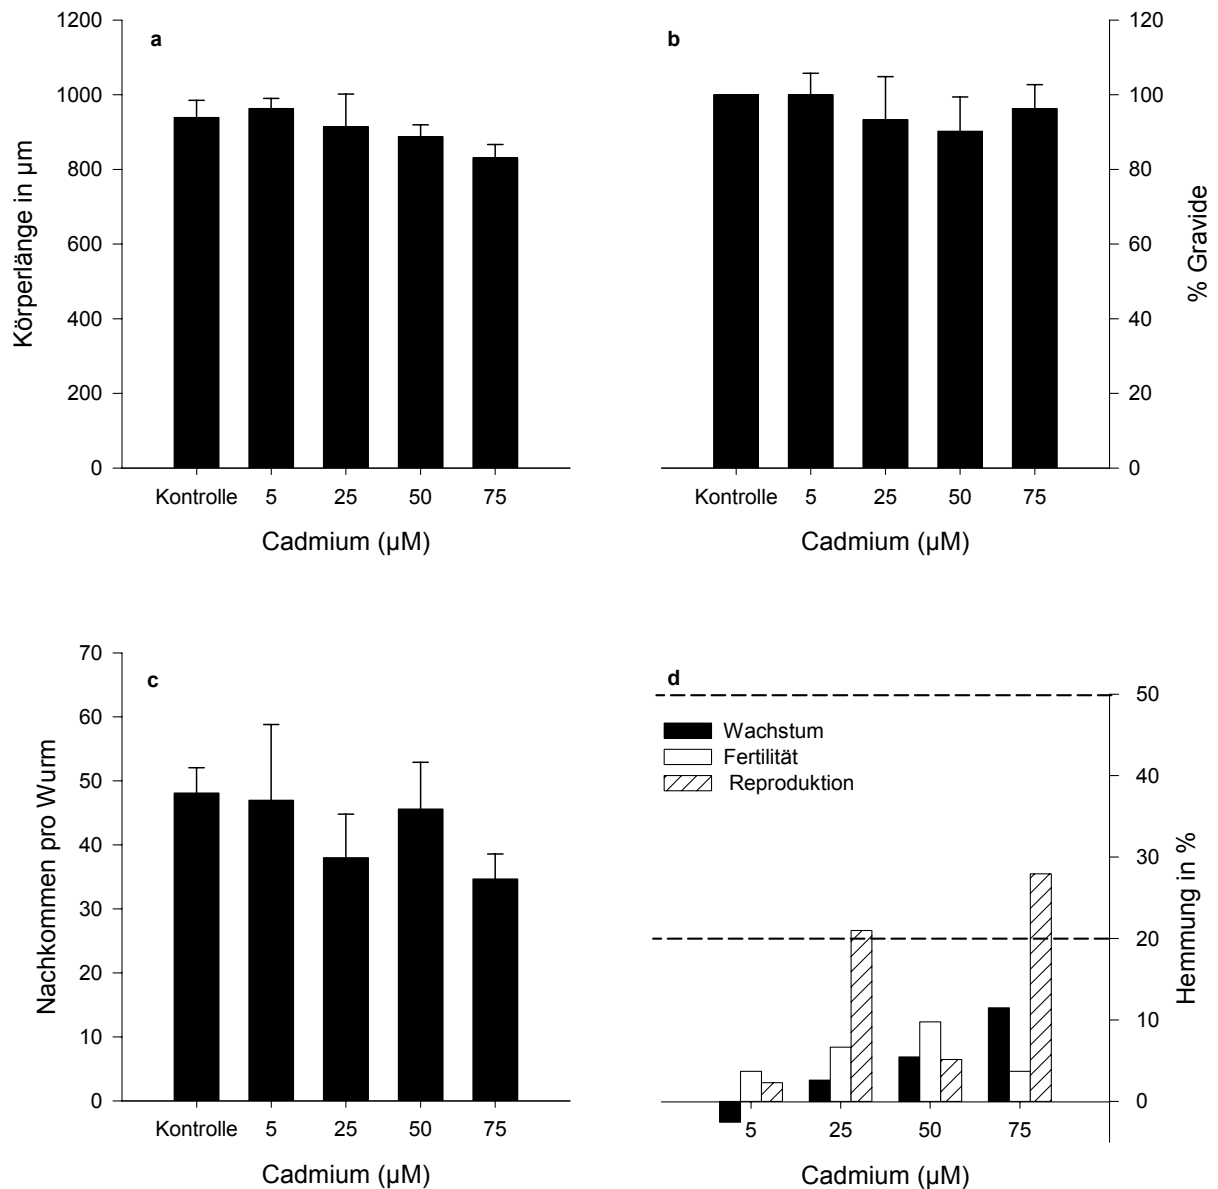 a
Körperlänge in µm
1200
1000
800
600
400
200
0
Kontrolle 5 25 50 75
Cadmium (µM)
b
120
100
80
60
40
20
0
% Gravide
Kontrolle 5 25 50 75
Cadmium (µM)
c
Nachkommen pro Wurm
70
60
50
40
30
20
10
0
Kontrolle 5 25 50 75
Cadmium (µM)
d
Wachstum
Fertilität
Reproduktion
50
40
30
20
10
0
Hemmung in %
5 25 50 75
Cadmium (µM)